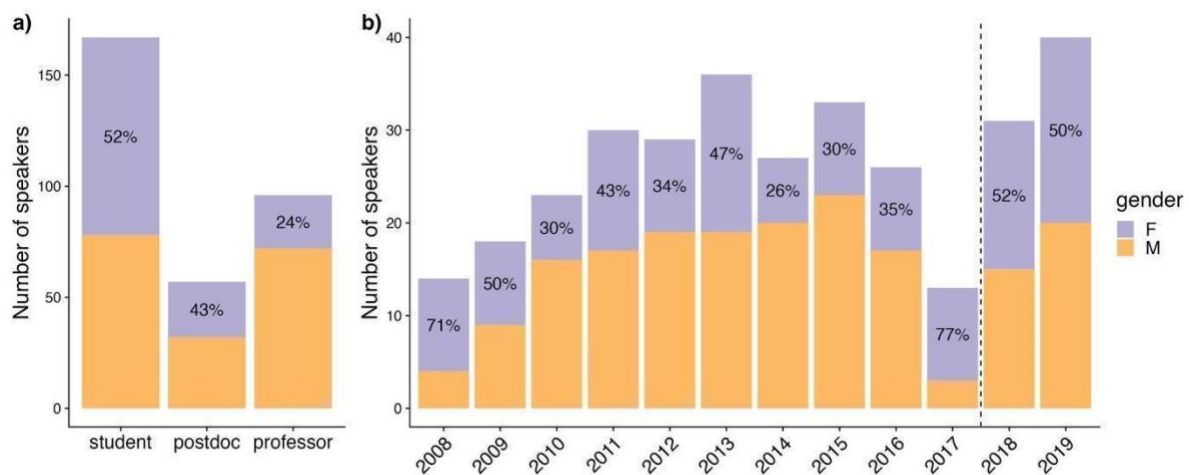 a)
Number of speakers
150
100
50
0
52%
43%
24%
student postdoc professor
b)
Number of speakers
40
30
20
10
0
71%
50%
30%
43%
34%
47%
26%
30%
35%
77%
52%
50%
2008 2009 2010 2011 2012 2013 2014 2015 2016 2017 2018 2019
gender
F
M